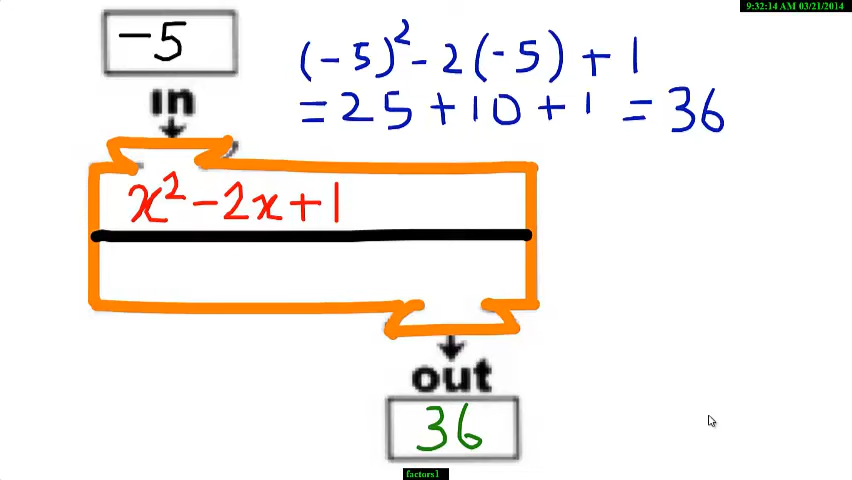 9:32:14 AM 03/21/2014
-5
(-5)² - 2(-5) + 1
= 25 + 10 + 1 = 36
in
x² - 2x + 1
out
36
factors1